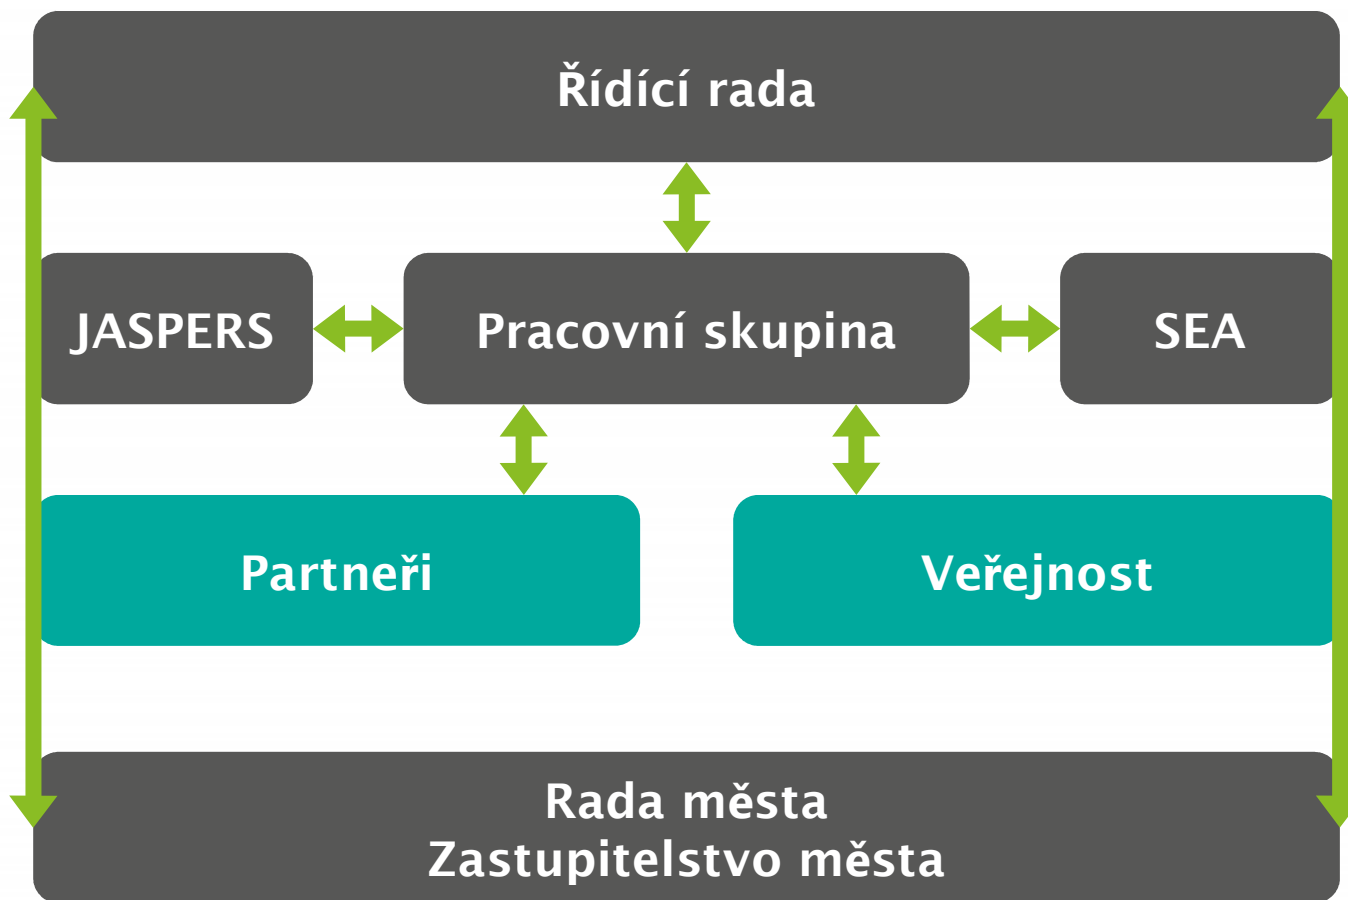 Řídící rada
JASPERS
Pracovní skupina
SEA
Partneři
Veřejnost
Rada města
Zastupitelstvo města